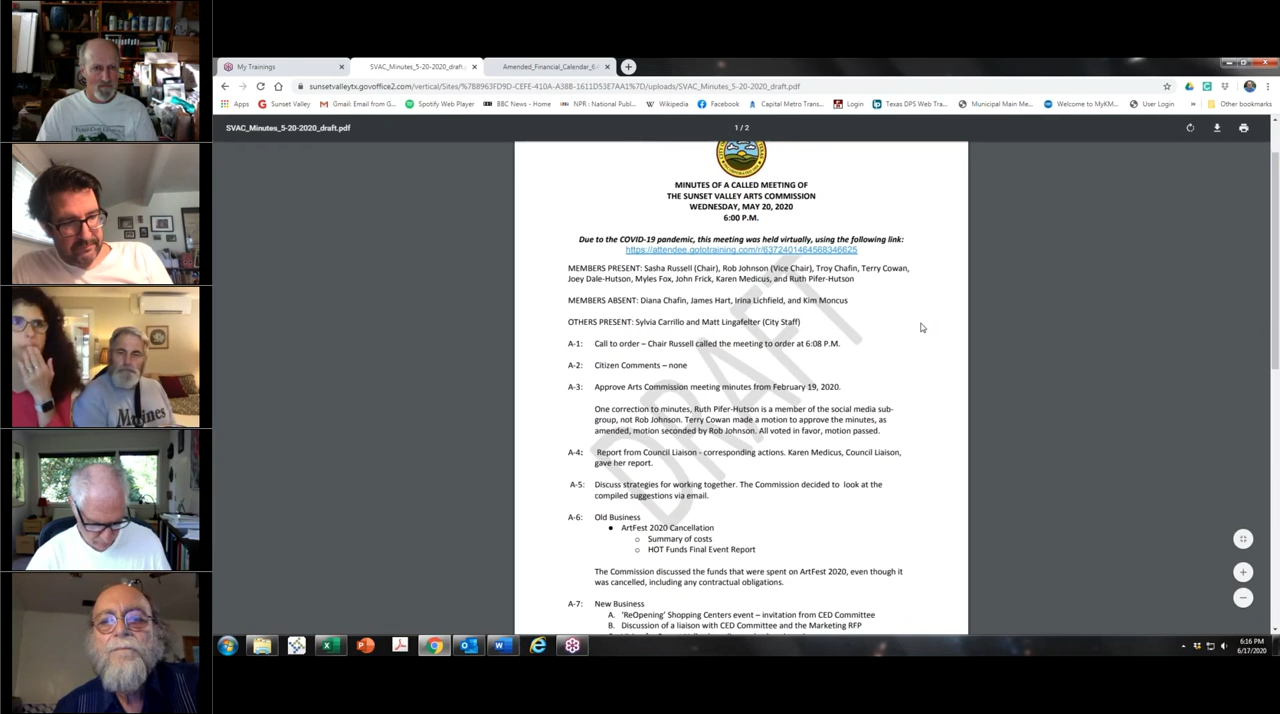 My Trainings
SVAC_Minutes_5-20-2020_draft.p
Amended_Financial_Calendar_6.
sunsetvalleytx.govoffice2.com/vertical/Sites/%7B8963FD9D-CEFE-410A-A38B-1611D53E7AA1%7D/uploads/SVAC_Minutes_5-20-2020_draft.pdf
Apps Sunset Valley Gmail: Email from G... Spotify Web Player BBC News - Home NPR : National Publ... Wikipedia Facebook Capital Metro Trans... Login Texas DPS Web Tra... Municipal Main Me... Welcome to MyKM... User Login » Other bookmarks
SVAC_Minutes_5-20-2020_draft.pdf
1 / 2
MINUTES OF A CALLED MEETING OF
THE SUNSET VALLEY ARTS COMMISSION
WEDNESDAY, MAY 20, 2020
6:00 P.M.
Due to the COVID-19 pandemic, this meeting was held virtually, using the following link:
https://attendee.gototraining.com/r/6372401464568346625
MEMBERS PRESENT: Sasha Russell (Chair), Rob Johnson (Vice Chair), Troy Chafin, Terry Cowan,
Joey Dale-Hutson, Myles Fox, John Frick, Karen Medicus, and Ruth Pifer-Hutson
MEMBERS ABSENT: Diana Chafin, James Hart, Irina Lichfield, and Kim Moncus
OTHERS PRESENT: Sylvia Carrillo and Matt Lingafelter (City Staff)
A-1: Call to order – Chair Russell called the meeting to order at 6:08 P.M.
A-2: Citizen Comments – none
A-3: Approve Arts Commission meeting minutes from February 19, 2020.
One correction to minutes, Ruth Pifer-Hutson is a member of the social media sub-
group, not Rob Johnson. Terry Cowan made a motion to approve the minutes, as
amended, motion seconded by Rob Johnson. All voted in favor, motion passed.
A-4: Report from Council Liaison - corresponding actions. Karen Medicus, Council Liaison,
gave her report.
A-5: Discuss strategies for working together. The Commission decided to look at the
compiled suggestions via email.
A-6: Old Business
● ArtFest 2020 Cancellation
○ Summary of costs
○ HOT Funds Final Event Report
The Commission discussed the funds that were spent on ArtFest 2020, even though it
was cancelled, including any contractual obligations.
A-7: New Business
A. 'ReOpening' Shopping Centers event – invitation from CED Committee
B. Discussion of a liaison with CED Committee and the Marketing RFP
DRAFT
Marines
6:16 PM
6/17/2020